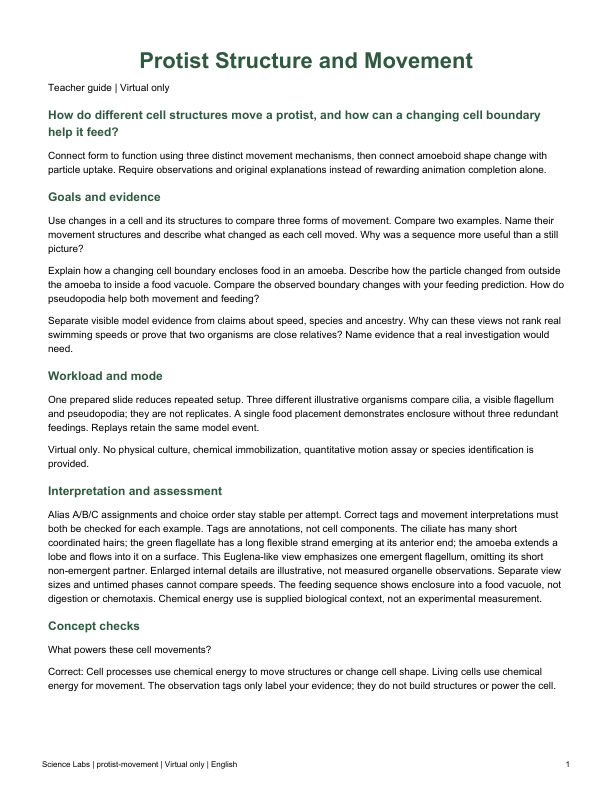 Protist Structure and Movement
Teacher guide | Virtual only
How do different cell structures move a protist, and how can a changing cell boundary
help it feed?
Connect form to function using three distinct movement mechanisms, then connect amoeboid shape change with
particle uptake. Require observations and original explanations instead of rewarding animation completion alone.
Goals and evidence
Use changes in a cell and its structures to compare three forms of movement. Compare two examples. Name their
movement structures and describe what changed as each cell moved. Why was a sequence more useful than a still
picture?
Explain how a changing cell boundary encloses food in an amoeba. Describe how the particle changed from outside
the amoeba to inside a food vacuole. Compare the observed boundary changes with your feeding prediction. How do
pseudopodia help both movement and feeding?
Separate visible model evidence from claims about speed, species and ancestry. Why can these views not rank real
swimming speeds or prove that two organisms are close relatives? Name evidence that a real investigation would
need.
Workload and mode
One prepared slide reduces repeated setup. Three different illustrative organisms compare cilia, a visible flagellum
and pseudopodia; they are not replicates. A single food placement demonstrates enclosure without three redundant
feedings. Replays retain the same model event.
Virtual only. No physical culture, chemical immobilization, quantitative motion assay or species identification is
provided.
Interpretation and assessment
Alias A/B/C assignments and choice order stay stable per attempt. Correct tags and movement interpretations must
both be checked for each example. Tags are annotations, not cell components. The ciliate has many short
coordinated hairs; the green flagellate has a long flexible strand emerging at its anterior end; the amoeba extends a
lobe and flows into it on a surface. This Euglena-like view emphasizes one emergent flagellum, omitting its short
non-emergent partner. Enlarged internal details are illustrative, not measured organelle observations. Separate view
sizes and untimed phases cannot compare speeds. The feeding sequence shows enclosure into a food vacuole, not
digestion or chemotaxis. Chemical energy use is supplied biological context, not an experimental measurement.
Concept checks
What powers these cell movements?
Correct: Cell processes use chemical energy to move structures or change cell shape. Living cells use chemical
energy for movement. The observation tags only label your evidence; they do not build structures or power the cell.
Science Labs | protist-movement | Virtual only | English
1